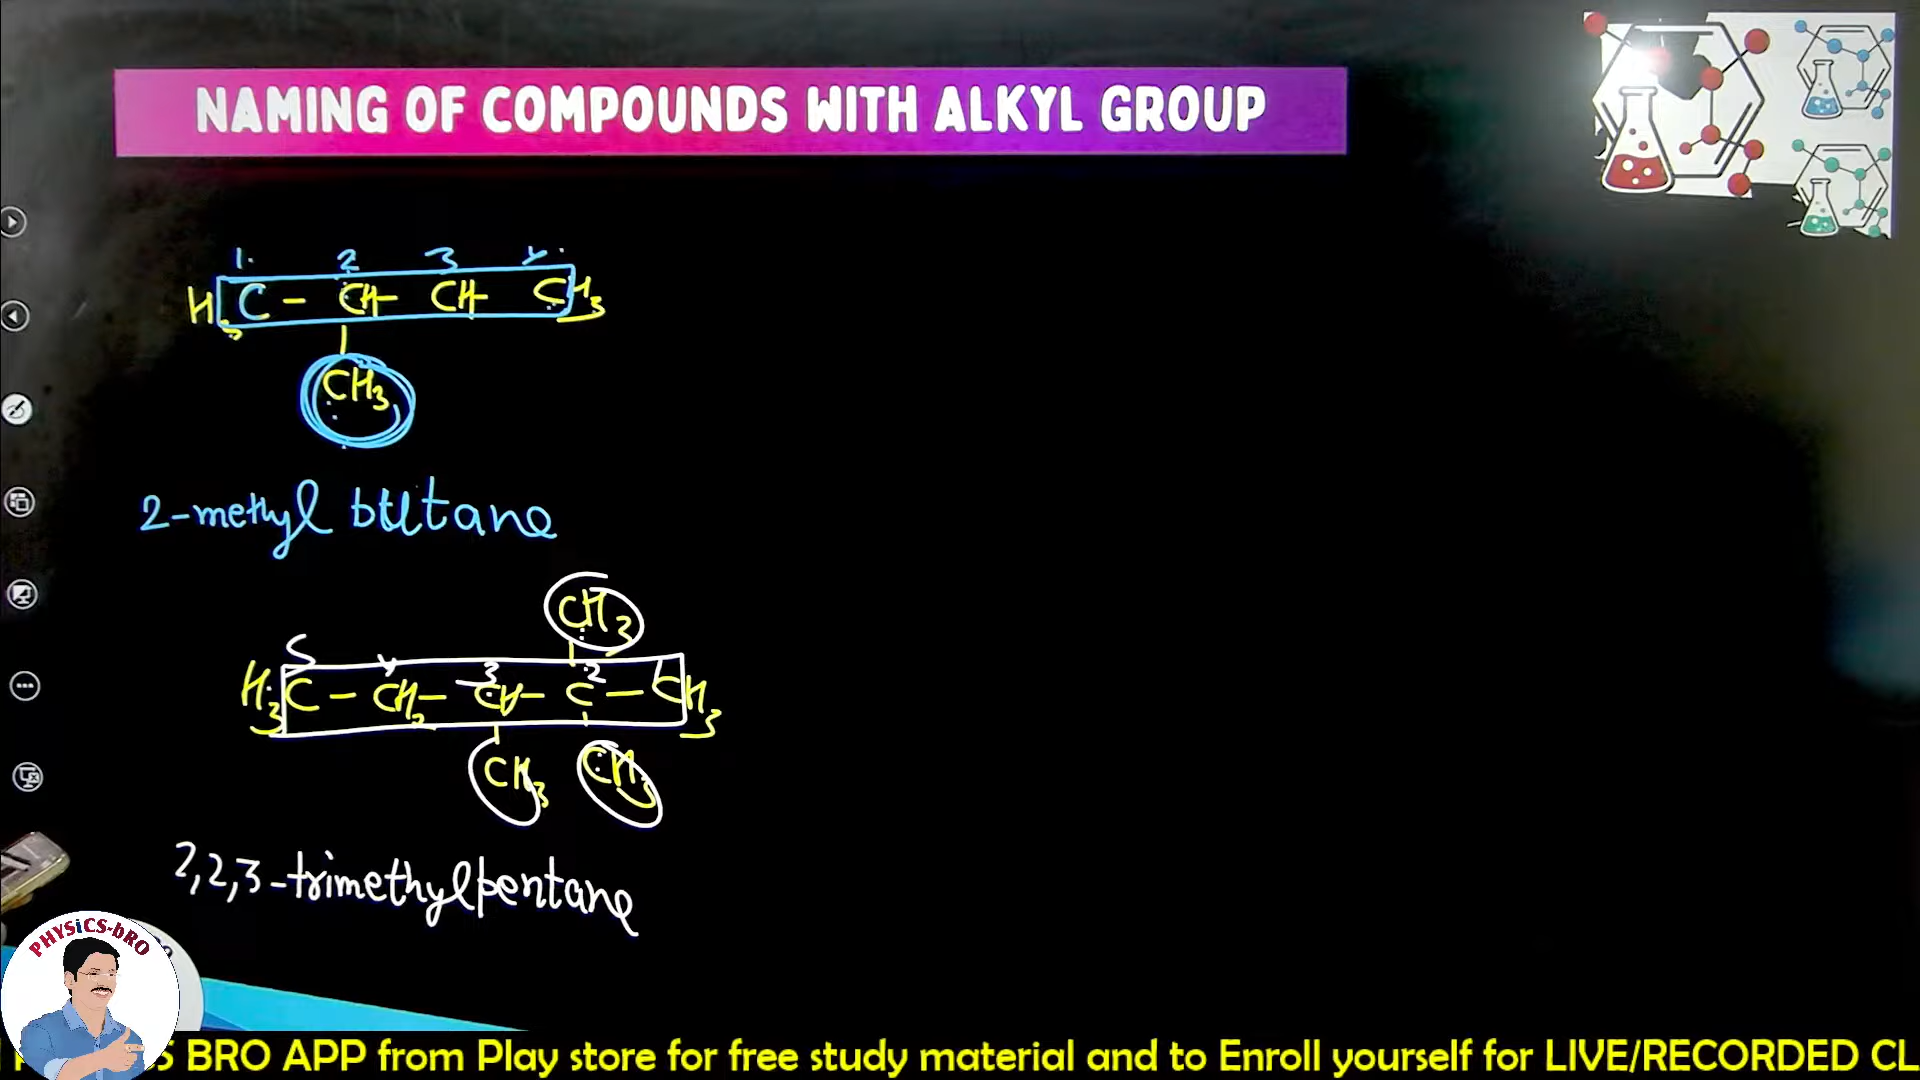 NAMING OF COMPOUNDS WITH ALKYL GROUP
1 2 3 4
H3C - CH - CH CH3
CH3
2-methyl butane
CH3
5 4 3 2 1
H3C - CH2 - CH - C - CH3
CH3 CH3
2,2,3-trimethylpentane
PHYSiCS-bRO
S BRO APP from Play store for free study material and to Enroll yourself for LIVE/RECORDED CL